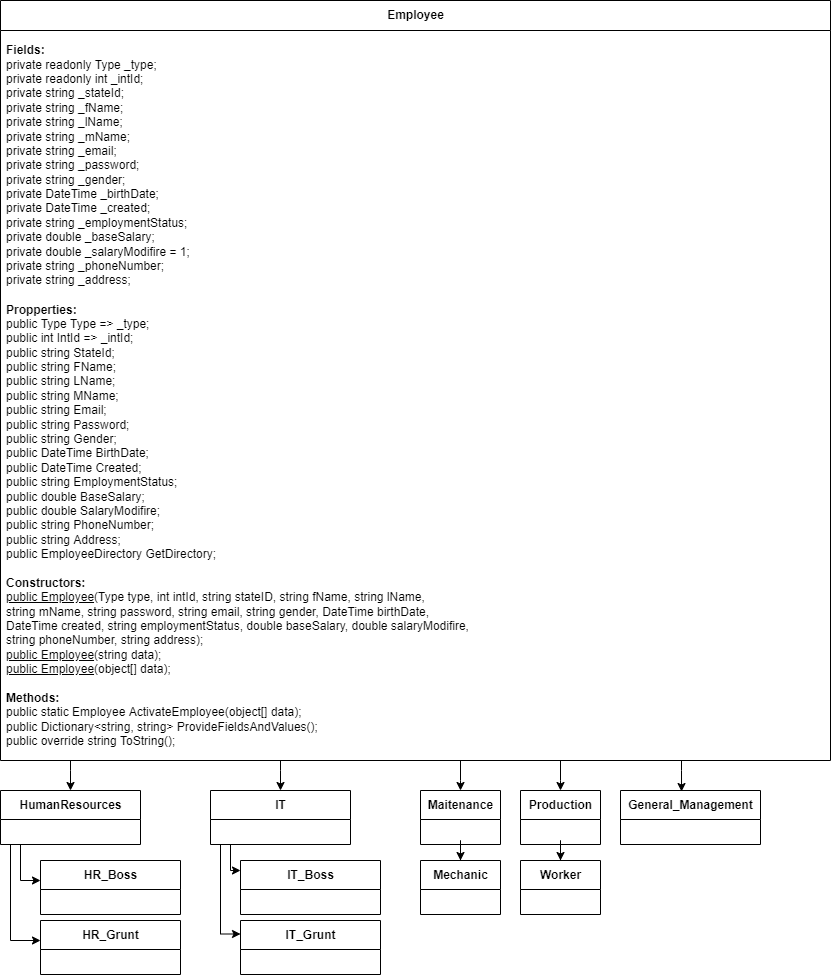 Employee
Fields:
private readonly Type _type;
private readonly int _intId;
private string _stateId;
private string _fName;
private string _lName;
private string _mName;
private string _email;
private string _password;
private string _gender;
private DateTime _birthDate;
private DateTime _created;
private string _employmentStatus;
private double _baseSalary;
private double _salaryModifire = 1;
private string _phoneNumber;
private string _address;
Propperties:
public Type Type => _type;
public int IntId => _intId;
public string StateId;
public string FName;
public string LName;
public string MName;
public string Email;
public string Password;
public string Gender;
public DateTime BirthDate;
public DateTime Created;
public string EmploymentStatus;
public double BaseSalary;
public double SalaryModifire;
public string PhoneNumber;
public string Address;
public EmployeeDirectory GetDirectory;
Constructors:
public Employee(Type type, int intId, string stateID, string fName, string lName,
string mName, string password, string email, string gender, DateTime birthDate,
DateTime created, string employmentStatus, double baseSalary, double salaryModifire,
string phoneNumber, string address);
public Employee(string data);
public Employee(object[] data);
Methods:
public static Employee ActivateEmployee(object[] data);
public Dictionary<string, string> ProvideFieldsAndValues();
public override string ToString();
HumanResources
IT
Maitenance
Production
General_Management
HR_Boss
IT_Boss
Mechanic
Worker
HR_Grunt
IT_Grunt